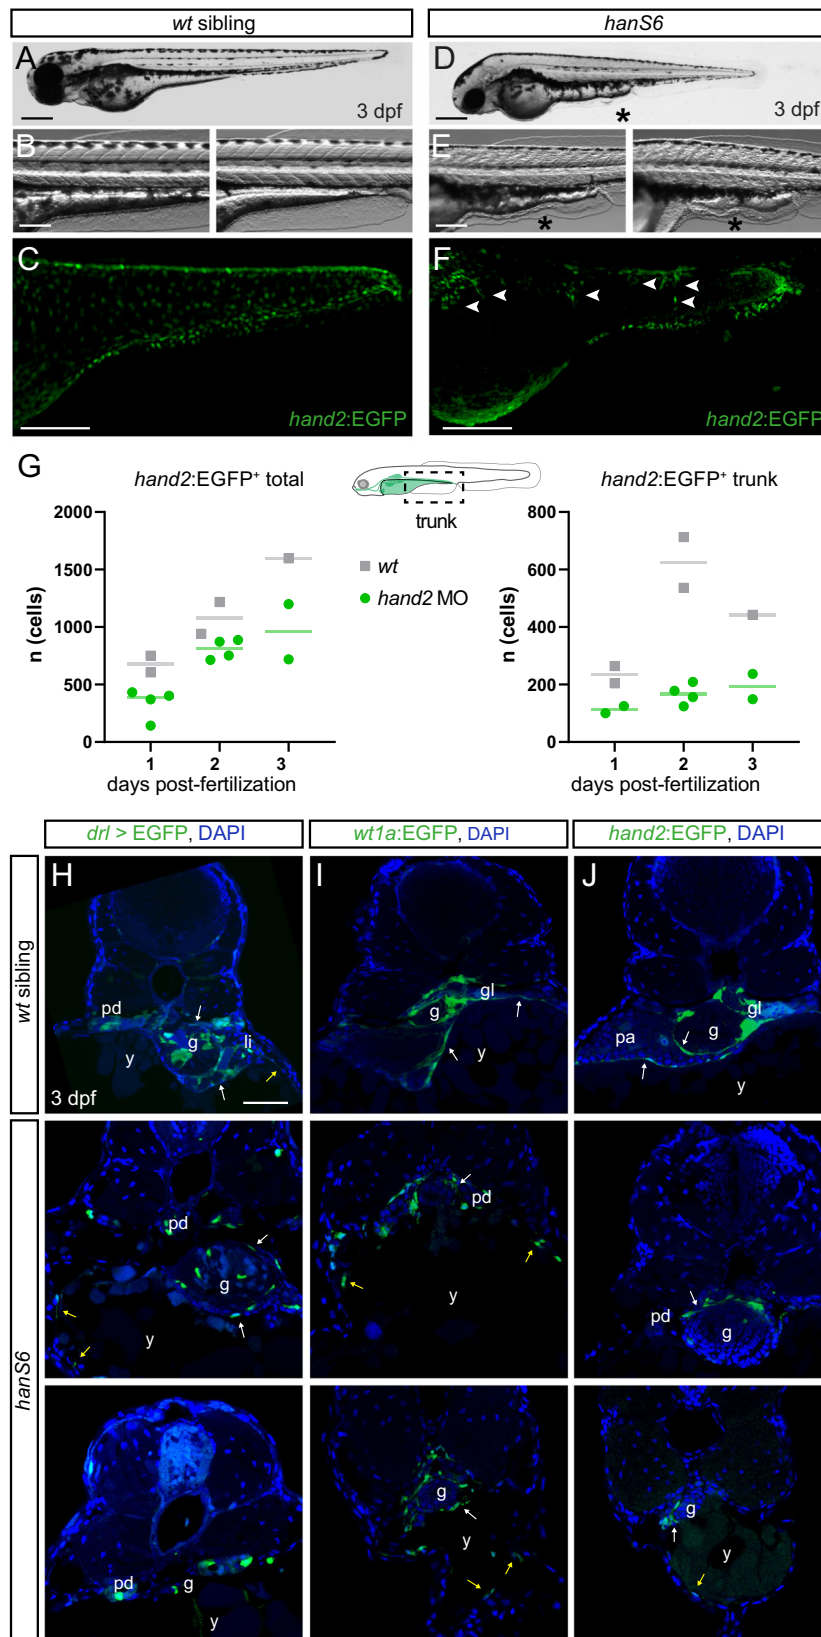 wt sibling
hanS6
A
3 dpf
D
3 dpf
*
B
E
*
*
C
hand2:EGFP
F
hand2:EGFP
G
hand2:EGFP⁺ total
trunk
hand2:EGFP⁺ trunk
wt
hand2 MO
n (cells)
2000
1500
1000
500
0
1
2
3
days post-fertilization
n (cells)
800
600
400
200
0
1
2
3
days post-fertilization
drl > EGFP, DAPI
wt1a:EGFP, DAPI
hand2:EGFP, DAPI
wt sibling
H
pd
g
li
y
3 dpf
I
gl
g
y
J
gl
g
pa
y
hanS6
pd
g
y
pd
y
pd
g
y
pd
g
y
g
y
g
y